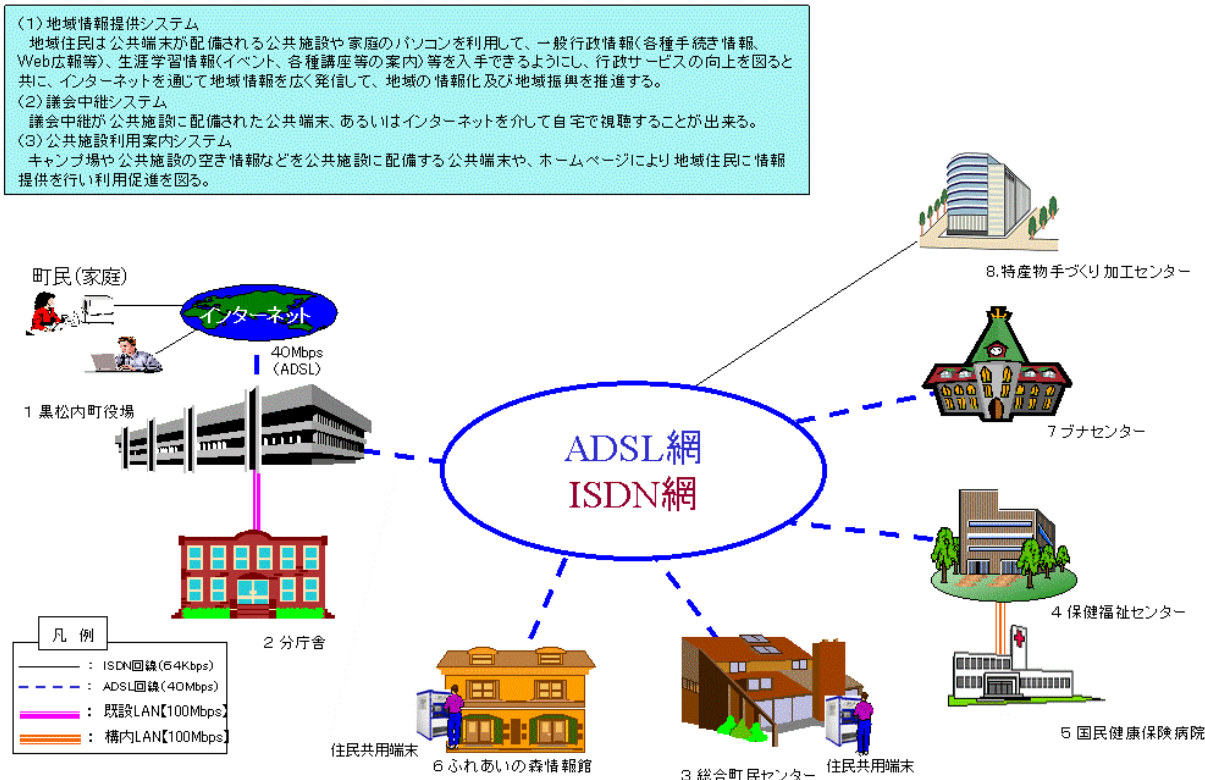 (1)地域情報提供システム
地域住民は公共端末が配備される公共施設や家庭のパソコンを利用して、一般行政情報(各種手続き情報、
Web広報等)、生涯学習情報(イベント、各種講座等の案内)等を入手できるようにし、行政サービスの向上を図ると
共に、インターネットを通じて地域情報を広く発信して、地域の情報化及び地域振興を推進する。
(2)議会中継システム
議会中継が公共施設に配備された公共端末、あるいはインターネットを介して自宅で視聴することが出来る。
(3)公共施設利用案内システム
キャンプ場や公共施設の空き情報などを公共施設に配備する公共端末や、ホームページにより地域住民に情報
提供を行い利用促進を図る。
8.特産物手づくり加工センター
町民(家庭)
インターネット
40Mbps
(ADSL)
1 黒松内町役場
7 ブナセンター
ADSL網
ISDN網
4 保健福祉センター
2 分庁舎
凡 例
: ISDN回線(64Kbps)
: ADSL回線(40Mbps)
: 既設LAN【100Mbps】
: 構内LAN【100Mbps】
5 国民健康保険病院
住民共用端末
6 ふれあいの森情報館
3 総合町民センター
住民共用端末